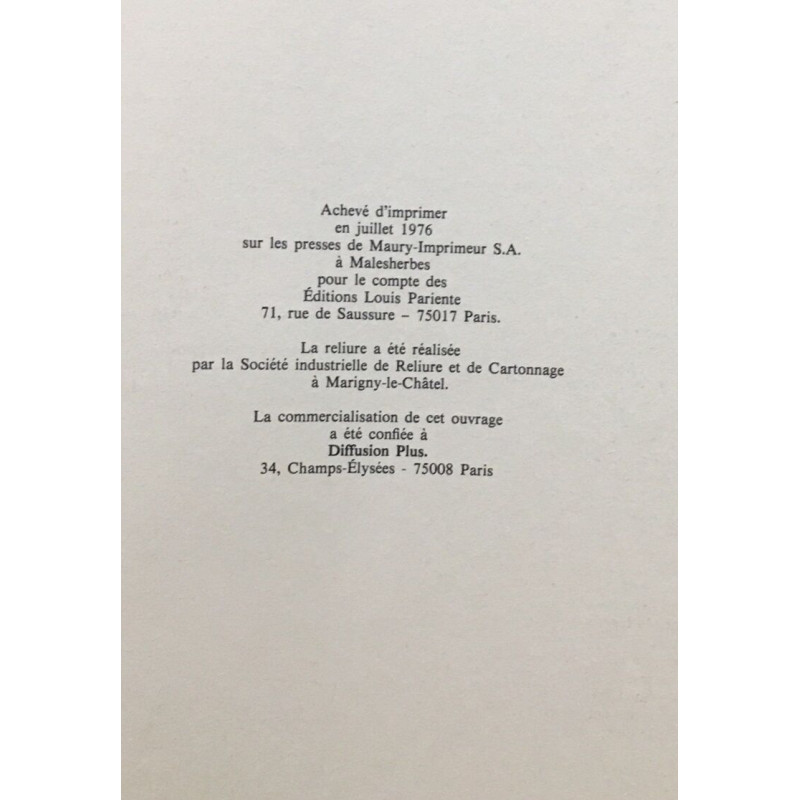 Achevé d'imprimer
en juillet 1976
sur les presses de Maury-Imprimeur S.A.
à Malesherbes
pour le compte des
Éditions Louis Pariente
71, rue de Saussure – 75017 Paris.
La reliure a été réalisée
par la Société industrielle de Reliure et de Cartonnage
à Marigny-le-Châtel.
La commercialisation de cet ouvrage
a été confiée à
Diffusion Plus.
34, Champs-Élysées - 75008 Paris